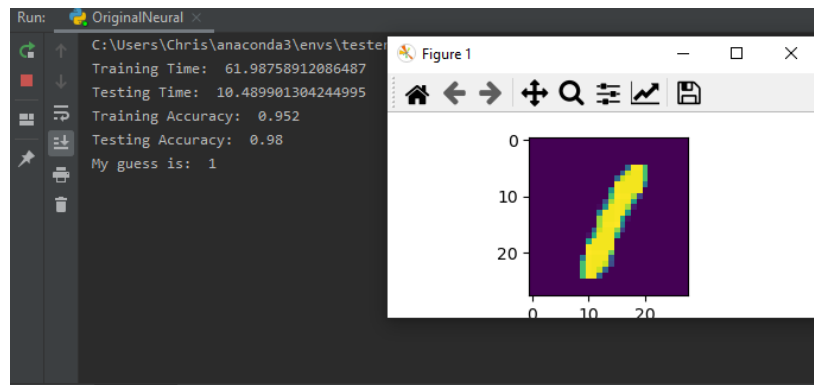 Run: OriginalNeural
C:\Users\Chris\anaconda3\envs\tester
Training Time: 61.98758912086487
Testing Time: 10.489901304244995
Training Accuracy: 0.952
Testing Accuracy: 0.98
My guess is: 1
Figure 1
0
10
20
0 10 20